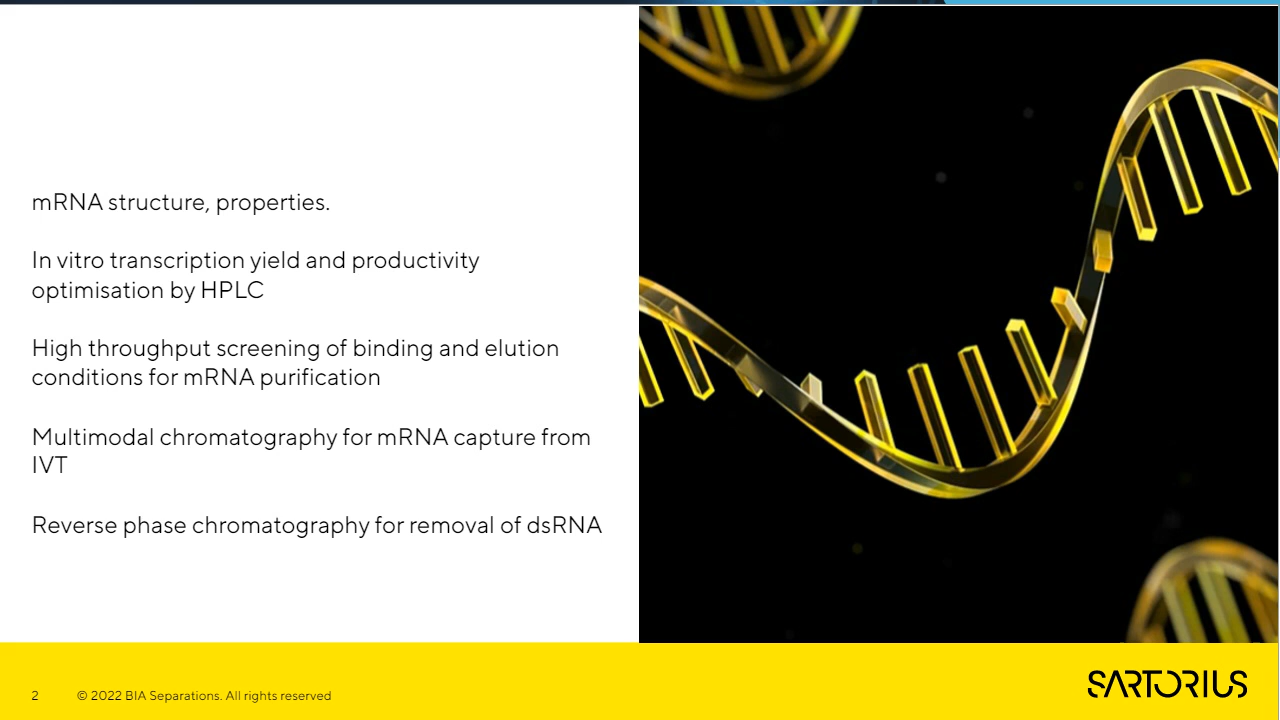 mRNA structure, properties.
In vitro transcription yield and productivity
optimisation by HPLC
High throughput screening of binding and elution
conditions for mRNA purification
Multimodal chromatography for mRNA capture from
IVT
Reverse phase chromatography for removal of dsRNA
2 © 2022 BIA Separations. All rights reserved
SARTORIUS